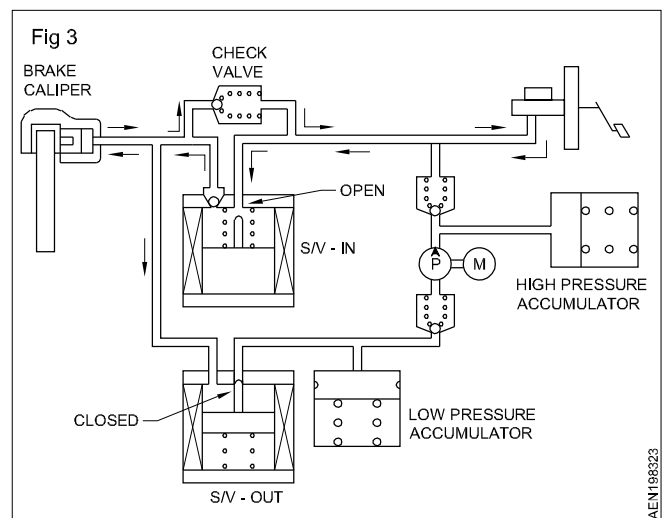 Fig 3
BRAKE
CALIPER
CHECK
VALVE
OPEN
S/V - IN
P
M
HIGH PRESSURE
ACCUMULATOR
CLOSED
LOW PRESSURE
ACCUMULATOR
S/V - OUT
AEN198323